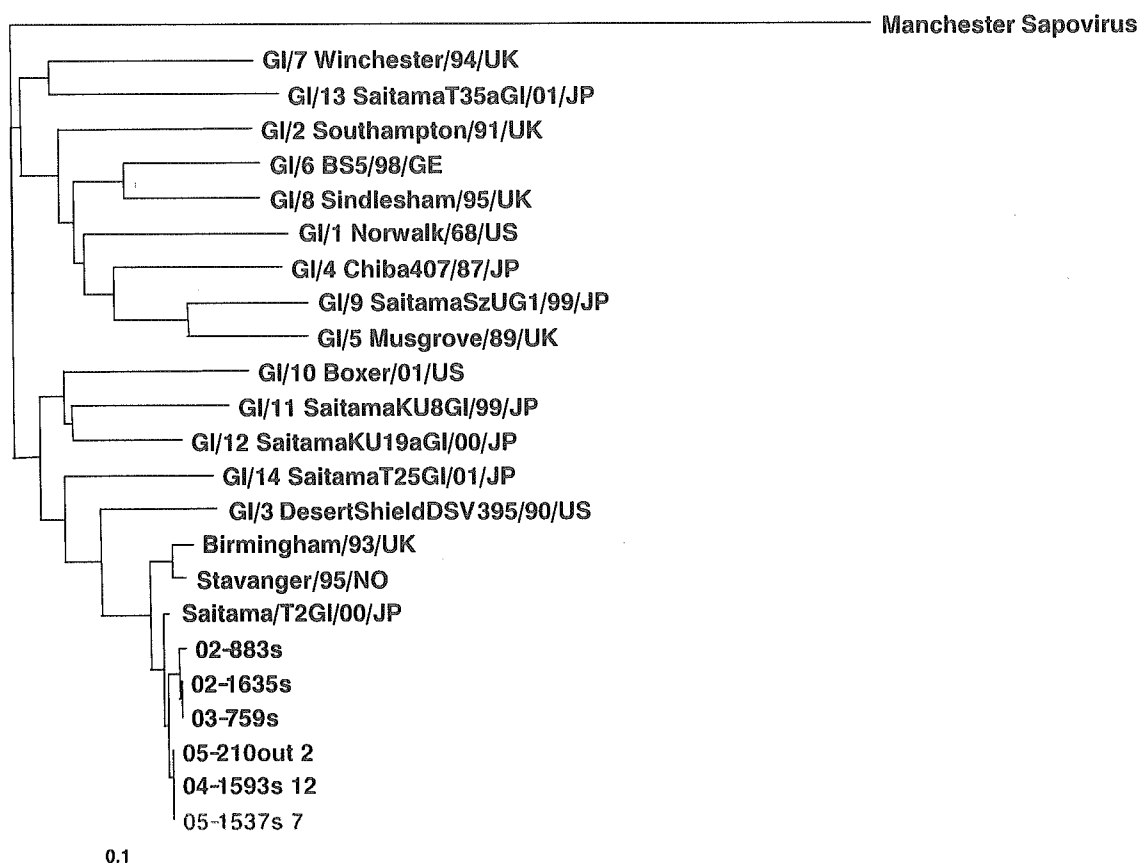 Manchester Sapovirus
GI/7 Winchester/94/UK
GI/13 SaitamaT35aGI/01/JP
GI/2 Southampton/91/UK
GI/6 BS5/98/GE
GI/8 Sindlesham/95/UK
GI/1 Norwalk/68/US
GI/4 Chiba407/87/JP
GI/9 SaitamaSzUG1/99/JP
GI/5 Musgrove/89/UK
GI/10 Boxer/01/US
GI/11 SaitamaKU8GI/99/JP
GI/12 SaitamaKU19aGI/00/JP
GI/14 SaitamaT25GI/01/JP
GI/3 DesertShieldDSV395/90/US
Birmingham/93/UK
Stavanger/95/NO
Saitama/T2GI/00/JP
02-883s
02-1635s
03-759s
05-210out 2
04-1593s 12
05-1537s 7
0.1